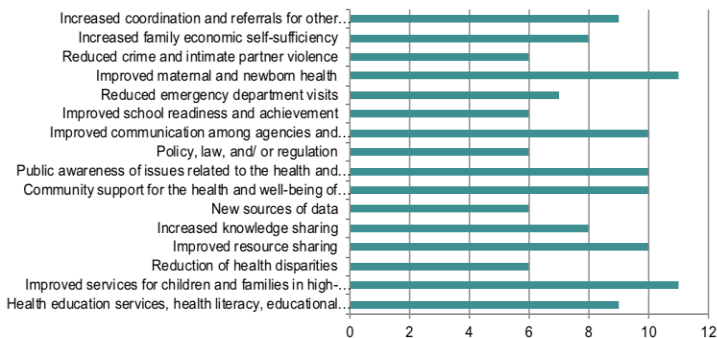 Increased coordination and referrals for other...
Increased family economic self-sufficiency
Reduced crime and intimate partner violence
Improved maternal and newborn health
Reduced emergency department visits
Improved school readiness and achievement
Improved communication among agencies and...
Policy, law, and/ or regulation
Public awareness of issues related to the health and...
Community support for the health and well-being of...
New sources of data
Increased knowledge sharing
Improved resource sharing
Reduction of health disparities
Improved services for children and families in high-...
Health education services, health literacy, educational...
0 2 4 6 8 10 12